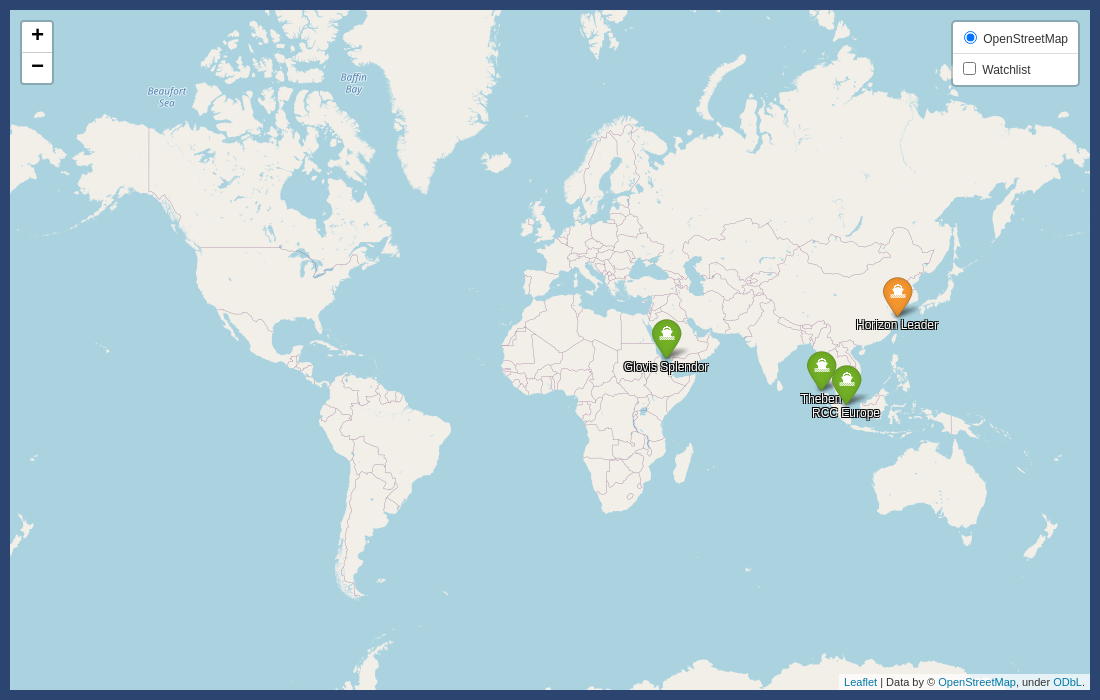 +
−
OpenStreetMap
Watchlist
Beaufort
Sea
Baffin
Bay
Horizon Leader
Glovis Splendor
Theben
RCC Europe
Leaflet | Data by © OpenStreetMap, under ODbL.